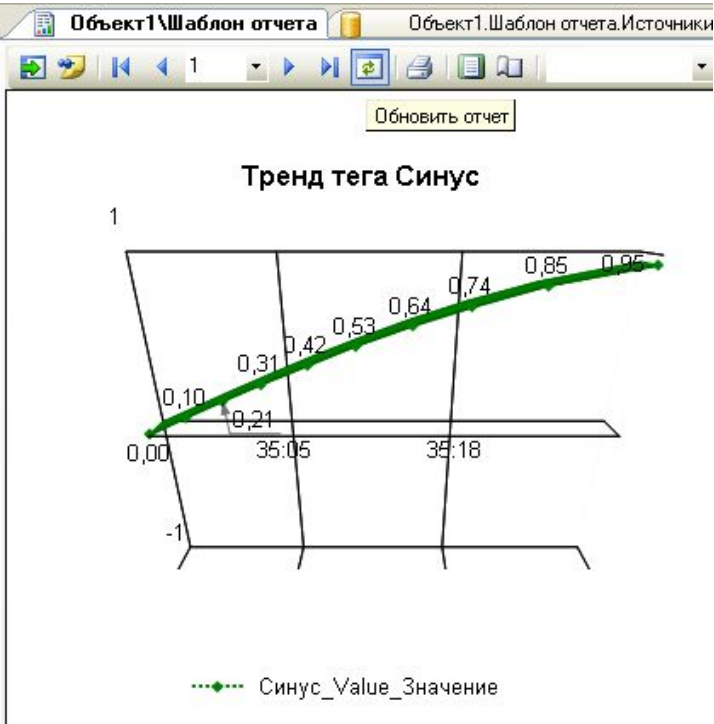 Объект1\Шаблон отчета Объект1.Шаблон отчета.Источники
1
Обновить отчет
Тренд тега Синус
1
0,85 0,95
0,74
0,64
0,53
0,42
0,31
0,10
0,21
0,00 35:05 35:18
-1
Синус_Value_Значение